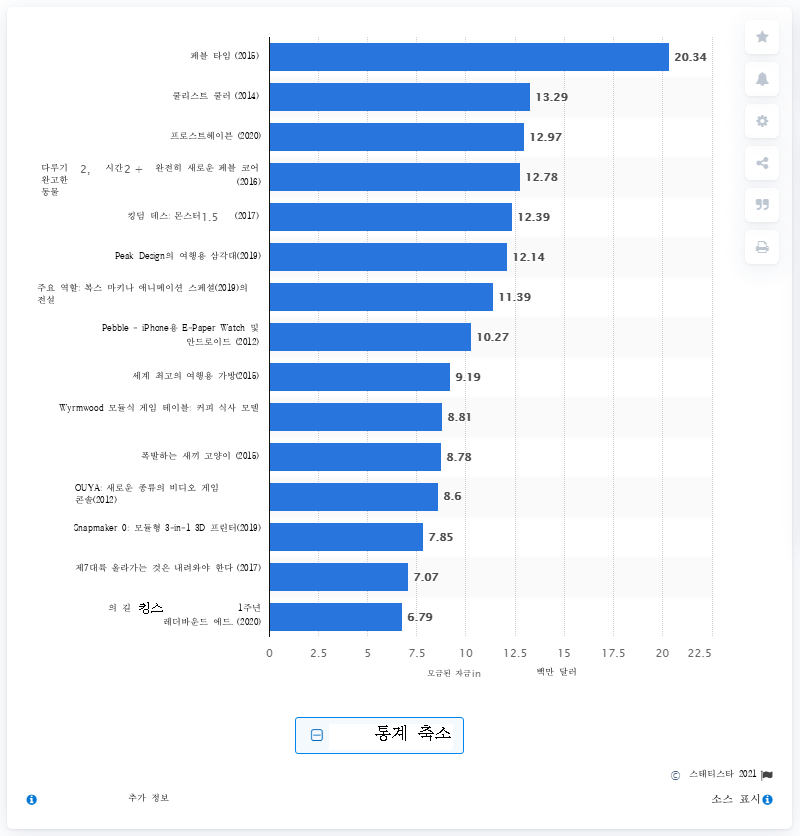 페블 타임 (2015)
20.34
쿨리스트 쿨러 (2014)
13.29
프로스트헤이븐 (2020)
12.97
다루기 2, 시간2 + 완전히 새로운 페블 코어
완고한 (2016)
동물
12.78
킹덤 데스: 몬스터1.5 (2017)
12.39
Peak Design의 여행용 삼각대(2019)
12.14
주요 역할: 복스 마키나 애니메이션 스페셜(2019)의
전설
11.39
Pebble - iPhone용 E-Paper Watch 및
안드로이드 (2012)
10.27
세계 최고의 여행용 가방(2015)
9.19
Wyrmwood 모듈식 게임 테이블: 커피 식사 모델
8.81
폭발하는 새끼 고양이 (2015)
8.78
OUYA: 새로운 종류의 비디오 게임
콘솔(2012)
8.6
Snapmaker 0: 모듈형 3-in-1 3D 프린터(2019)
7.85
제7대륙 올라가는 것은 내려와야 한다 (2017)
7.07
의 길 킹스 1주년
레더바운드 에드. (2020)
6.79
0 2.5 5 7.5 10 12.5 15 17.5 20 22.5
모금된 자금in 백만 달러
통계 축소
© 스태티스타 2021
추가 정보 소스 표시